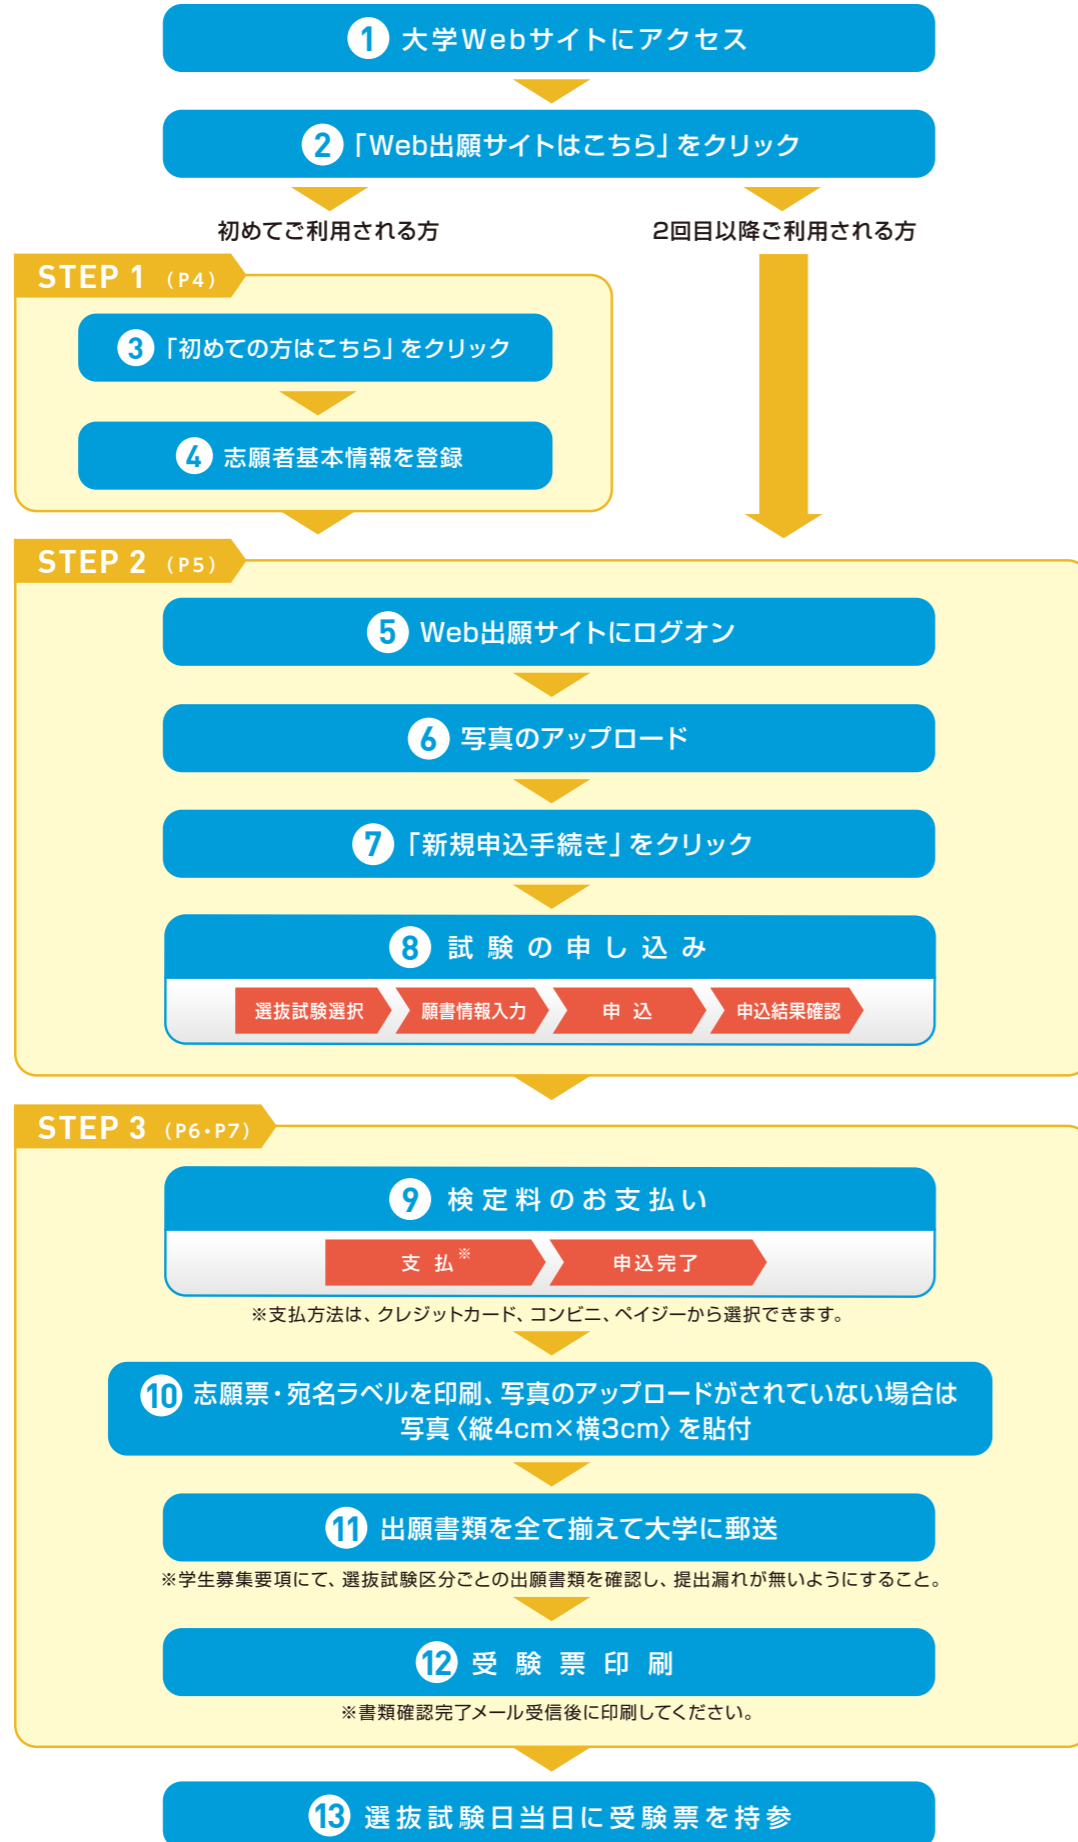 1 大学Webサイトにアクセス
2 「Web出願サイトはこちら」をクリック
初めてご利用される方
2回目以降ご利用される方
STEP 1 (P4)
3 「初めての方はこちら」をクリック
4 志願者基本情報を登録
STEP 2 (P5)
5 Web出願サイトにログオン
6 写真のアップロード
7 「新規申込手続き」をクリック
8 試験の申し込み
選抜試験選択 願書情報入力 申込 申込結果確認
STEP 3 (P6・P7)
9 検定料のお支払い
支払※ 申込完了
※支払方法は、クレジットカード、コンビニ、ペイジーから選択できます。
10 志願票・宛名ラベルを印刷、写真のアップロードがされていない場合は
写真〈縦4cm×横3cm〉を貼付
11 出願書類を全て揃えて大学に郵送
※学生募集要項にて、選抜試験区分ごとの出願書類を確認し、提出漏れが無いようにすること。
12 受験票印刷
※書類確認完了メール受信後に印刷してください。
13 選抜試験日当日に受験票を持参